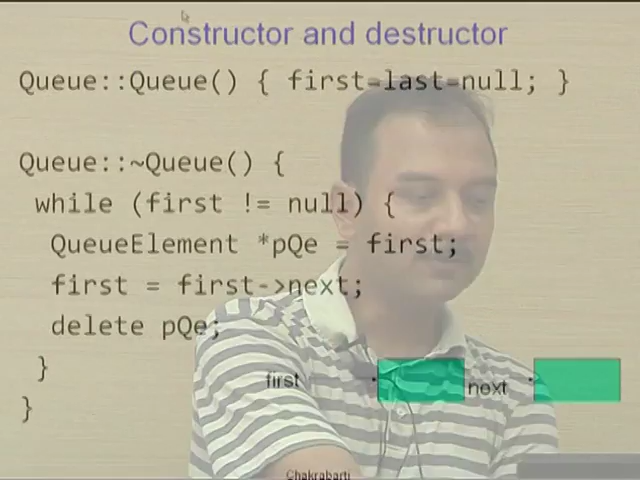 Constructor and destructor
Queue::Queue() { first=last=null; }
Queue::~Queue() {
while (first != null) {
QueueElement *pQe = first;
first = first->next;
delete pQe;
}
}
first
next
Chakrabarti